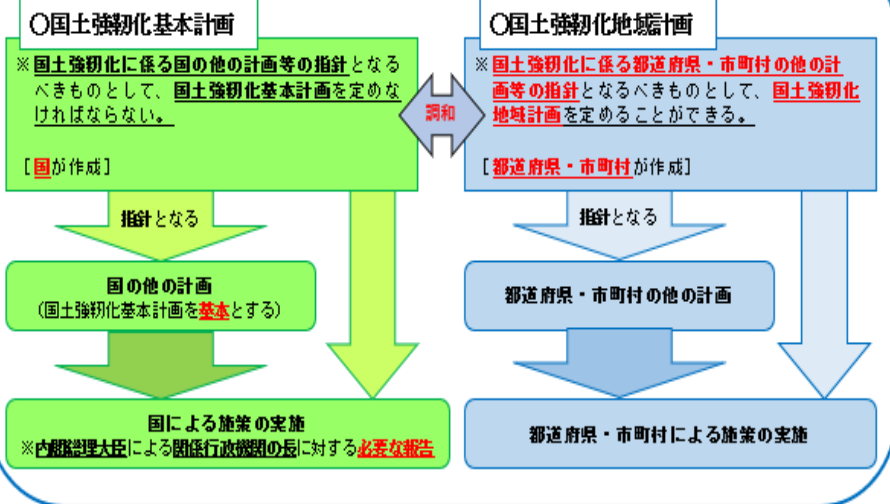 〇国土強靱化基本計画
※国土強靱化に係る国の他の計画等の指針となる
べきものとして、国土強靱化基本計画を定めな
ければならない。
[国が作成]
調和
〇国土強靱化地域計画
※国土強靱化に係る都道府県・市町村の他の計
画等の指針となるべきものとして、国土強靱化
地域計画を定めることができる。
[都道府県・市町村が作成]
指針となる
国の他の計画
(国土強靱化基本計画を基本とする)
国による施策の実施
※内閣総理大臣による関係行政機関の長に対する必要な報告
指針となる
都道府県・市町村の他の計画
都道府県・市町村による施策の実施